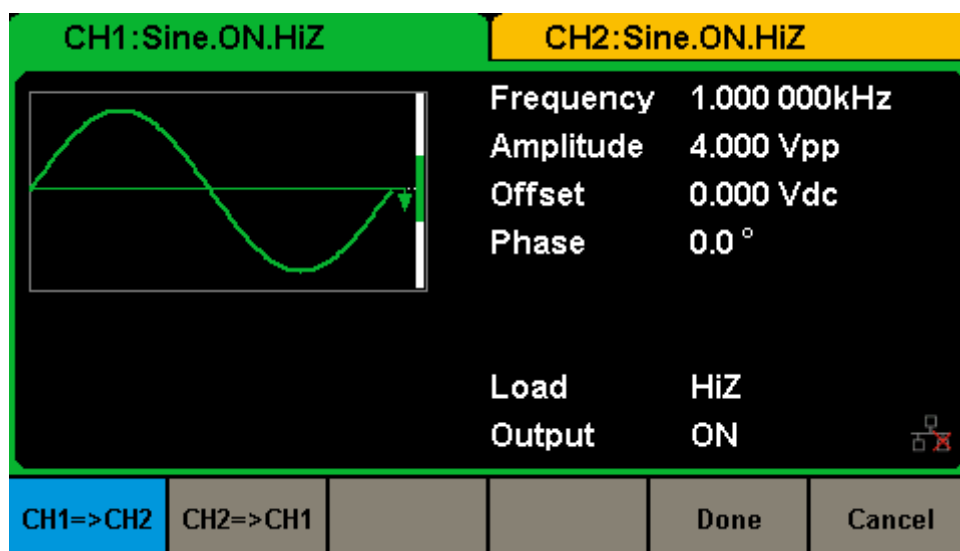 CH1:Sine.ON.HiZ CH2:Sine.ON.HiZ
Frequency 1.000 000kHz
Amplitude 4.000 Vpp
Offset 0.000 Vdc
Phase 0.0 °
Load HiZ
Output ON
CH1=>CH2 CH2=>CH1 Done Cancel